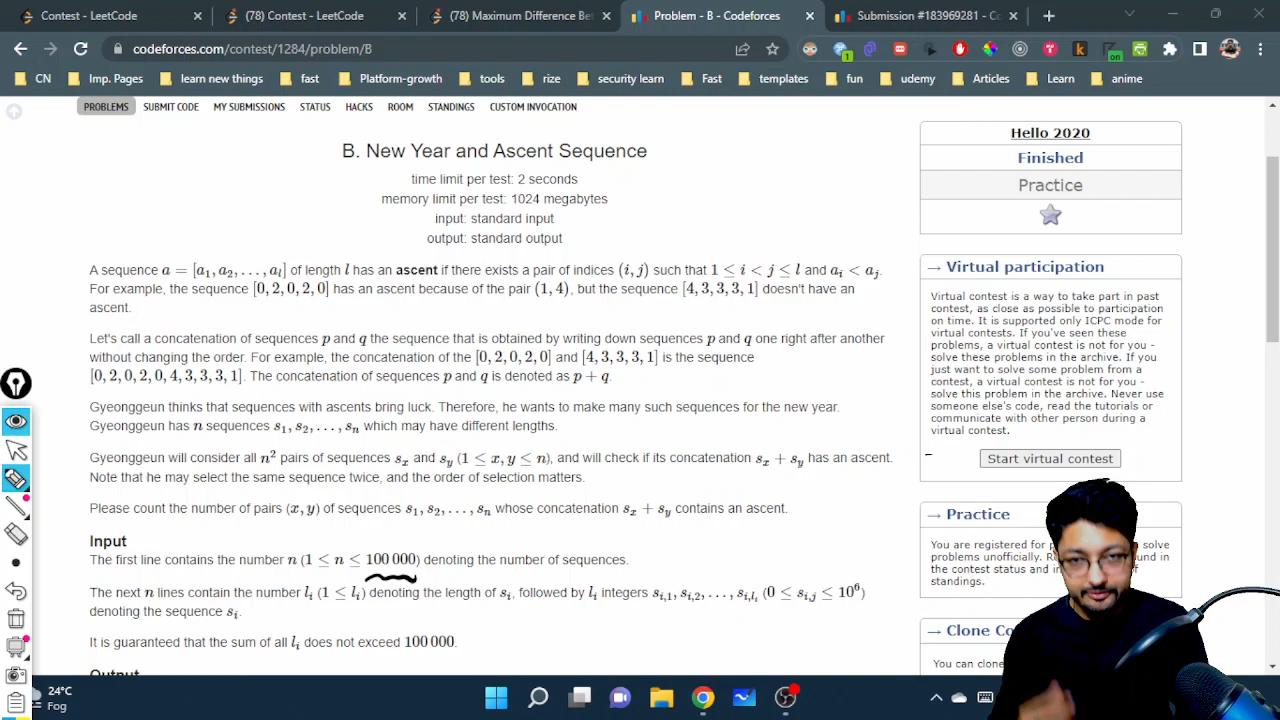 Contest - LeetCode
(78) Contest - LeetCode
(78) Maximum Difference Be
Problem - B - Codeforces
Submission #183969281 - Co
codeforces.com/contest/1284/problem/B
1
on
CN
Imp. Pages
learn new things
fast
Platform-growth
tools
rize
security learn
Fast
templates
fun
udemy
Articles
Learn
anime
PROBLEMS SUBMIT CODE MY SUBMISSIONS STATUS HACKS ROOM STANDINGS CUSTOM INVOCATION
B. New Year and Ascent Sequence
time limit per test: 2 seconds
memory limit per test: 1024 megabytes
input: standard input
output: standard output
A sequence a = [a₁, a₂, . . . , aₗ] of length l has an ascent if there exists a pair of indices (i, j) such that 1 ≤ i < j ≤ l and aᵢ < aⱼ.
For example, the sequence [0, 2, 0, 2, 0] has an ascent because of the pair (1, 4), but the sequence [4, 3, 3, 3, 1] doesn't have an
ascent.
Let's call a concatenation of sequences p and q the sequence that is obtained by writing down sequences p and q one right after another
without changing the order. For example, the concatenation of the [0, 2, 0, 2, 0] and [4, 3, 3, 3, 1] is the sequence
[0, 2, 0, 2, 0, 4, 3, 3, 3, 1]. The concatenation of sequences p and q is denoted as p + q.
Gyeonggeun thinks that sequences with ascents bring luck. Therefore, he wants to make many such sequences for the new year.
Gyeonggeun has n sequences s₁, s₂, . . . , sₙ which may have different lengths.
Gyeonggeun will consider all n² pairs of sequences sₓ and s_y (1 ≤ x, y ≤ n), and will check if its concatenation sₓ + s_y has an ascent.
Note that he may select the same sequence twice, and the order of selection matters.
Please count the number of pairs (x, y) of sequences s₁, s₂, . . . , sₙ whose concatenation sₓ + s_y contains an ascent.
Input
The first line contains the number n (1 ≤ n ≤ 100 000) denoting the number of sequences.
The next n lines contain the number lᵢ (1 ≤ lᵢ) denoting the length of sᵢ, followed by lᵢ integers sᵢ,₁, sᵢ,₂, . . . , sᵢ,ₗᵢ (0 ≤ sᵢ,ⱼ ≤ 10⁶)
denoting the sequence sᵢ.
It is guaranteed that the sum of all lᵢ does not exceed 100 000.
Output
Hello 2020
Finished
Practice
→ Virtual participation
Virtual contest is a way to take part in past
contest, as close as possible to participation
on time. It is supported only ICPC mode for
virtual contests. If you've seen these
problems, a virtual contest is not for you -
solve these problems in the archive. If you
just want to solve some problem from a
contest, a virtual contest is not for you -
solve this problem in the archive. Never use
someone else's code, read the tutorials or
communicate with other person during a
virtual contest.
Start virtual contest
→ Practice
You are registered for
problems unofficially. R
the contest status and i
standings.
→ Clone Co
You can clone
24°C
Fog